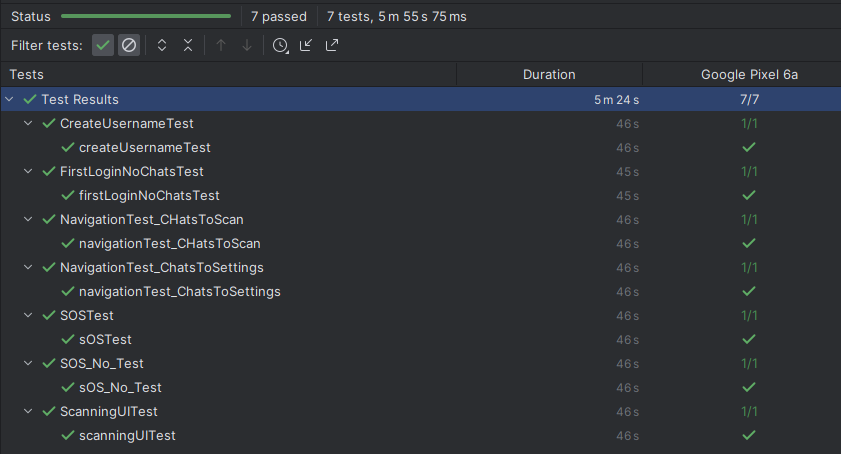 Status 7 passed 7 tests, 5 m 55 s 75 ms
Filter tests:
Tests Duration Google Pixel 6a
Test Results 5 m 24 s 7/7
CreateUsernameTest 46 s 1/1
createUsernameTest 46 s
FirstLoginNoChatsTest 45 s 1/1
firstLoginNoChatsTest 45 s
NavigationTest_CHatsToScan 46 s 1/1
navigationTest_CHatsToScan 46 s
NavigationTest_ChatsToSettings 46 s 1/1
navigationTest_ChatsToSettings 46 s
SOSTest 46 s 1/1
sOSTest 46 s
SOS_No_Test 46 s 1/1
sOS_No_Test 46 s
ScanningUITest 46 s 1/1
scanningUITest 46 s